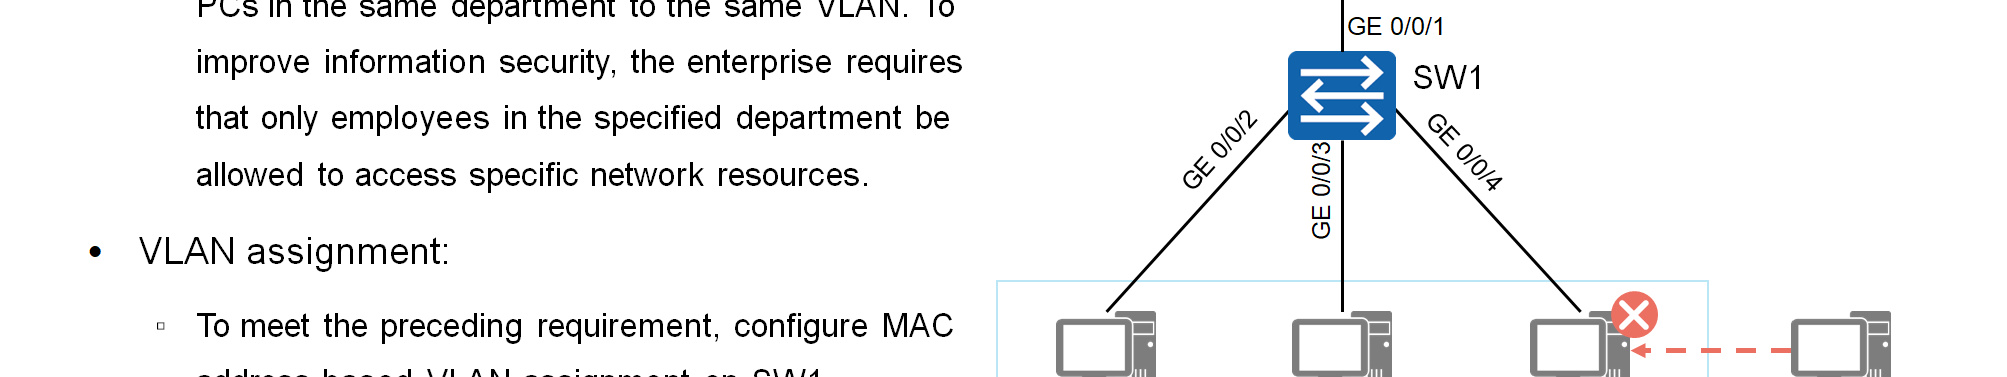 PCs in the same department to the same VLAN. To
improve information security, the enterprise requires
that only employees in the specified department be
allowed to access specific network resources.
• VLAN assignment:
▫ To meet the preceding requirement, configure MAC
address-based VLAN assignment on SW1.
GE 0/0/1
SW1
GE 0/0/2
GE 0/0/3
GE 0/0/4